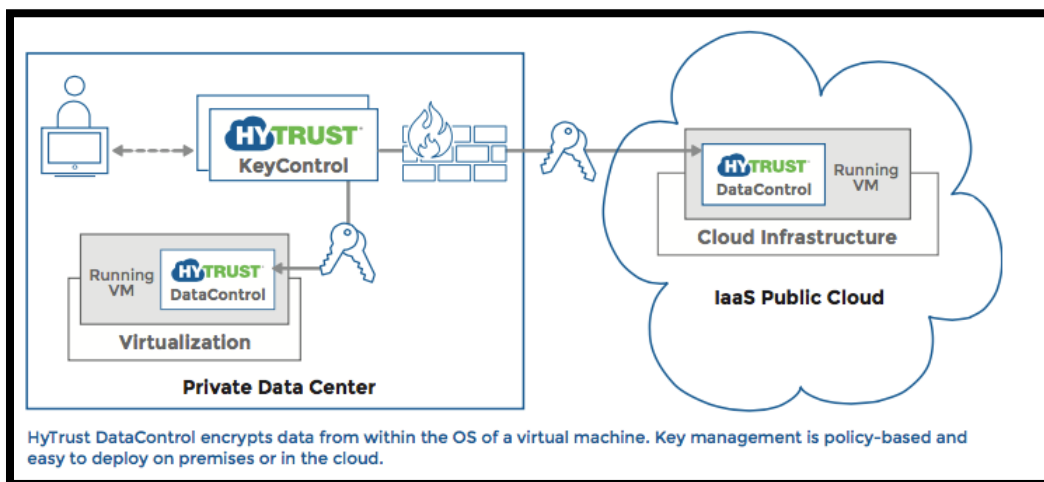 HYTRUST
KeyControl
HYTRUST
DataControl
Running
VM
Cloud Infrastructure
IaaS Public Cloud
Running
VM
HYTRUST
DataControl
Virtualization
Private Data Center
HyTrust DataControl encrypts data from within the OS of a virtual machine. Key management is policy-based and
easy to deploy on premises or in the cloud.